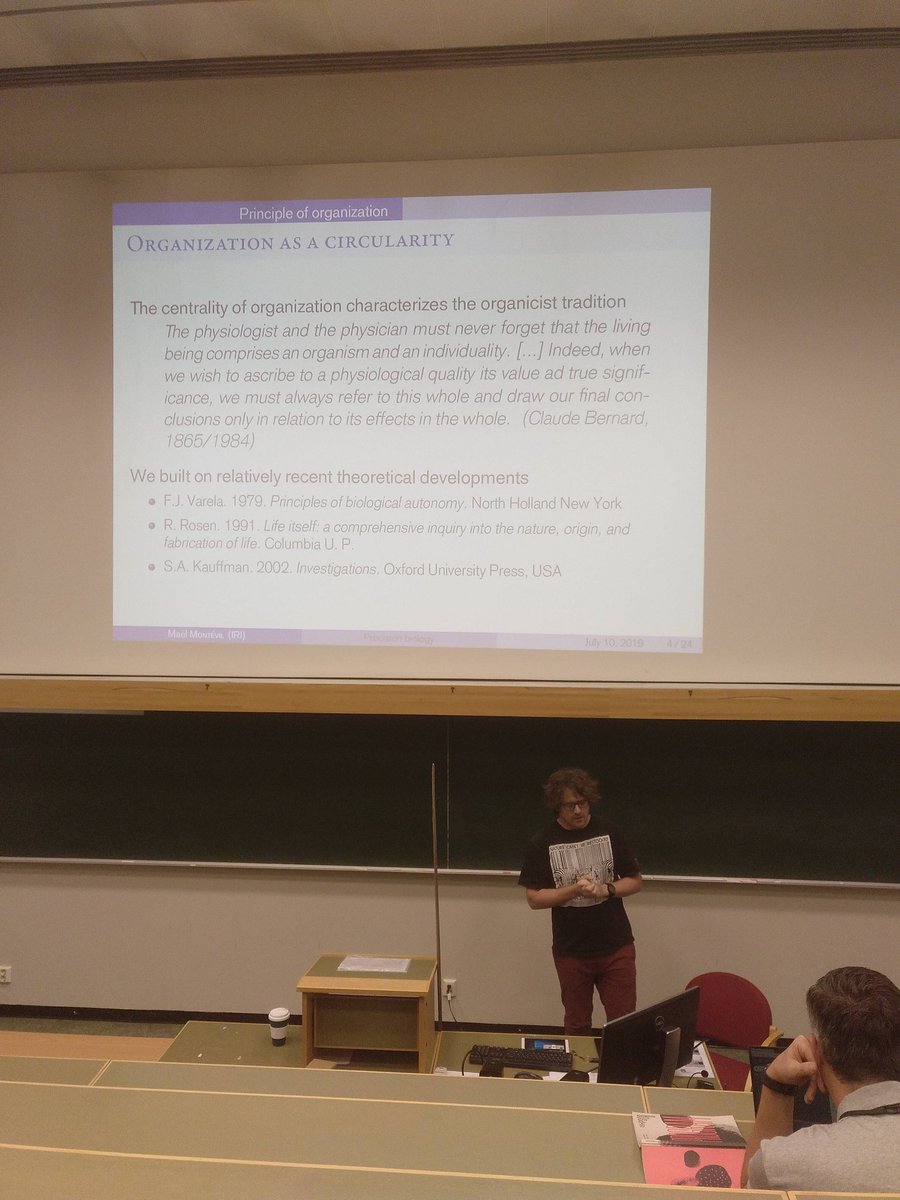 Principle of organization
ORGANIZATION AS A CIRCULARITY
The centrality of organization characterizes the organicist tradition
The physiologist and the physician must never forget that the living
being comprises an organism and an individuality. [...] Indeed, when
we wish to ascribe to a physiological quality its value ad true signif-
icance, we must always refer to this whole and draw our final con-
clusions only in relation to its effects in the whole. (Claude Bernard,
1865/1984)
We built on relatively recent theoretical developments
• F.J. Varela. 1979. Principles of biological autonomy. North Holland New York
• R. Rosen. 1991. Life itself: a comprehensive inquiry into the nature, origin, and
fabrication of life. Columbia U. P.
• S.A. Kauffman. 2002. Investigations. Oxford University Press, USA
Maël Montévil (IRI) Precision biology July 10, 2019 4 / 24